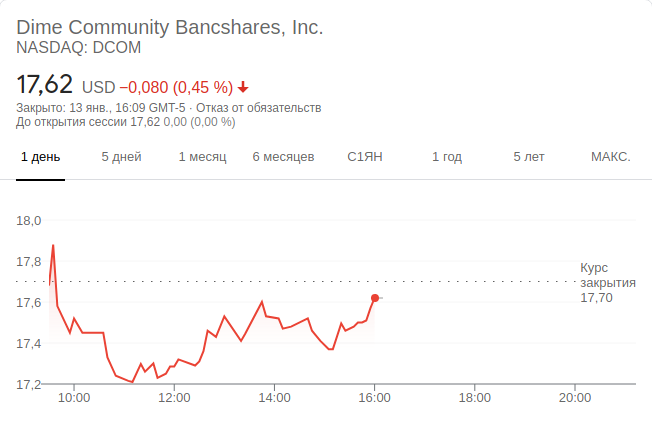 Dime Community Bancshares, Inc.
NASDAQ: DCOM
17,62 USD −0,080 (0,45 %)
Закрыто: 13 янв., 16:09 GMT-5 · Отказ от обязательств
До открытия сессии 17,62 0,00 (0,00 %)
1 день 5 дней 1 месяц 6 месяцев С1ЯН 1 год 5 лет МАКС.
18,0
17,8
17,6
17,4
17,2
Курс
закрытия
17,70
10:00 12:00 14:00 16:00 18:00 20:00